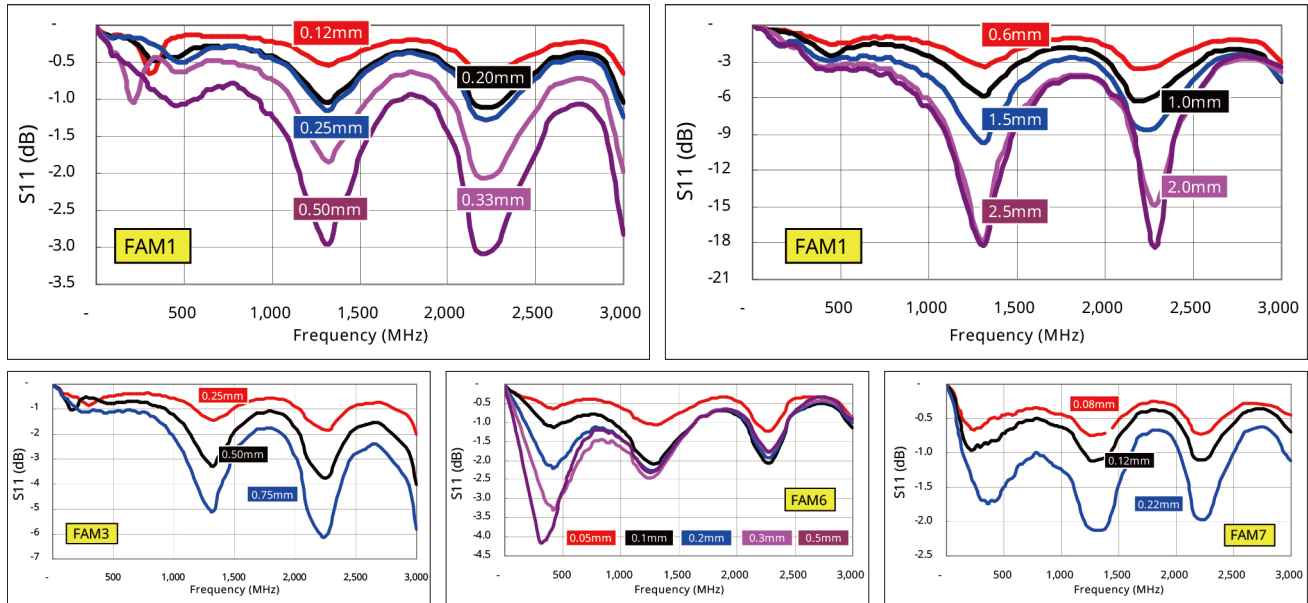 S11 (dB)
-
-0.5
-1.0
-1.5
-2.0
-2.5
-3.0
-3.5
0.12mm
0.20mm
0.25mm
0.33mm
0.50mm
FAM1
- 500 1,000 1,500 2,000 2,500 3,000
Frequency (MHz)
S11 (dB)
-
-3
-6
-9
-12
-15
-18
-21
0.6mm
1.0mm
1.5mm
2.0mm
2.5mm
FAM1
- 500 1,000 1,500 2,000 2,500 3,000
Frequency (MHz)
S11 (dB)
-
-1
-2
-3
-4
-5
-6
-7
0.25mm
0.50mm
0.75mm
FAM3
- 500 1,000 1,500 2,000 2,500 3,000
Frequency (MHz)
S11 (dB)
-
-0.5
-1.0
-1.5
-2.0
-2.5
-3.0
-3.5
-4.0
-4.5
FAM6
0.05mm 0.1mm 0.2mm 0.3mm 0.5mm
- 500 1,000 1,500 2,000 2,500 3,000
Frequency (MHz)
S11 (dB)
-
-0.5
-1.0
-1.5
-2.0
-2.5
0.08mm
0.12mm
0.22mm
FAM7
- 500 1,000 1,500 2,000 2,500 3,000
Frequency (MHz)